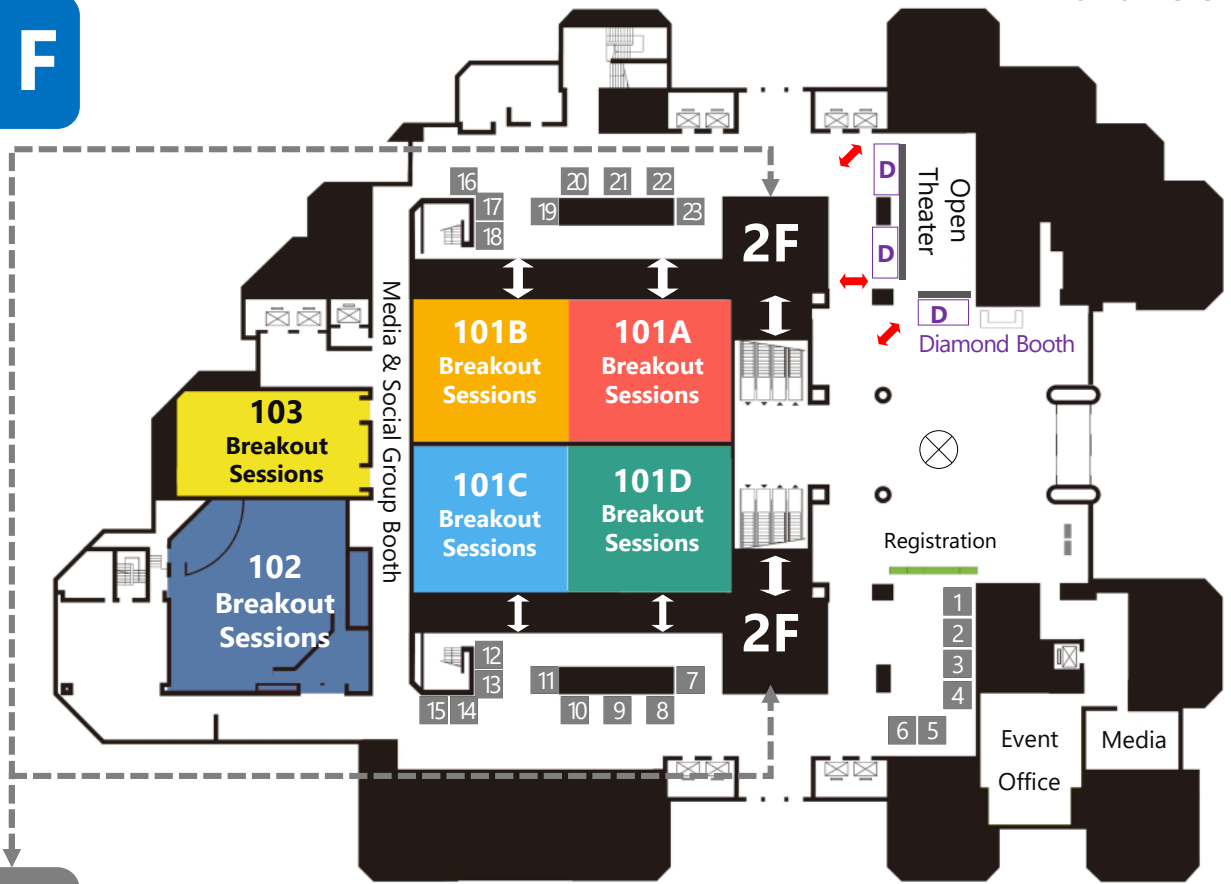 F
16
17
18
19
20
21
22
23
2F
D
D
D
Open
Theater
Diamond Booth
Media & Social Group Booth
101B
Breakout
Sessions
101A
Breakout
Sessions
103
Breakout
Sessions
101C
Breakout
Sessions
101D
Breakout
Sessions
102
Breakout
Sessions
Registration
2F
1
2
3
4
6
5
12
13
15
14
11
10
9
8
7
Event
Office
Media